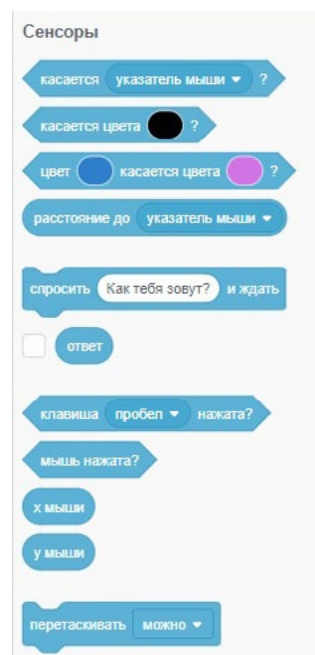 Сенсоры
касается указатель мыши ?
касается цвета ?
цвет касается цвета ?
расстояние до указатель мыши
спросить Как тебя зовут? и ждать
ответ
клавиша пробел нажата?
мышь нажата?
х мыши
у мыши
перетаскивать можно